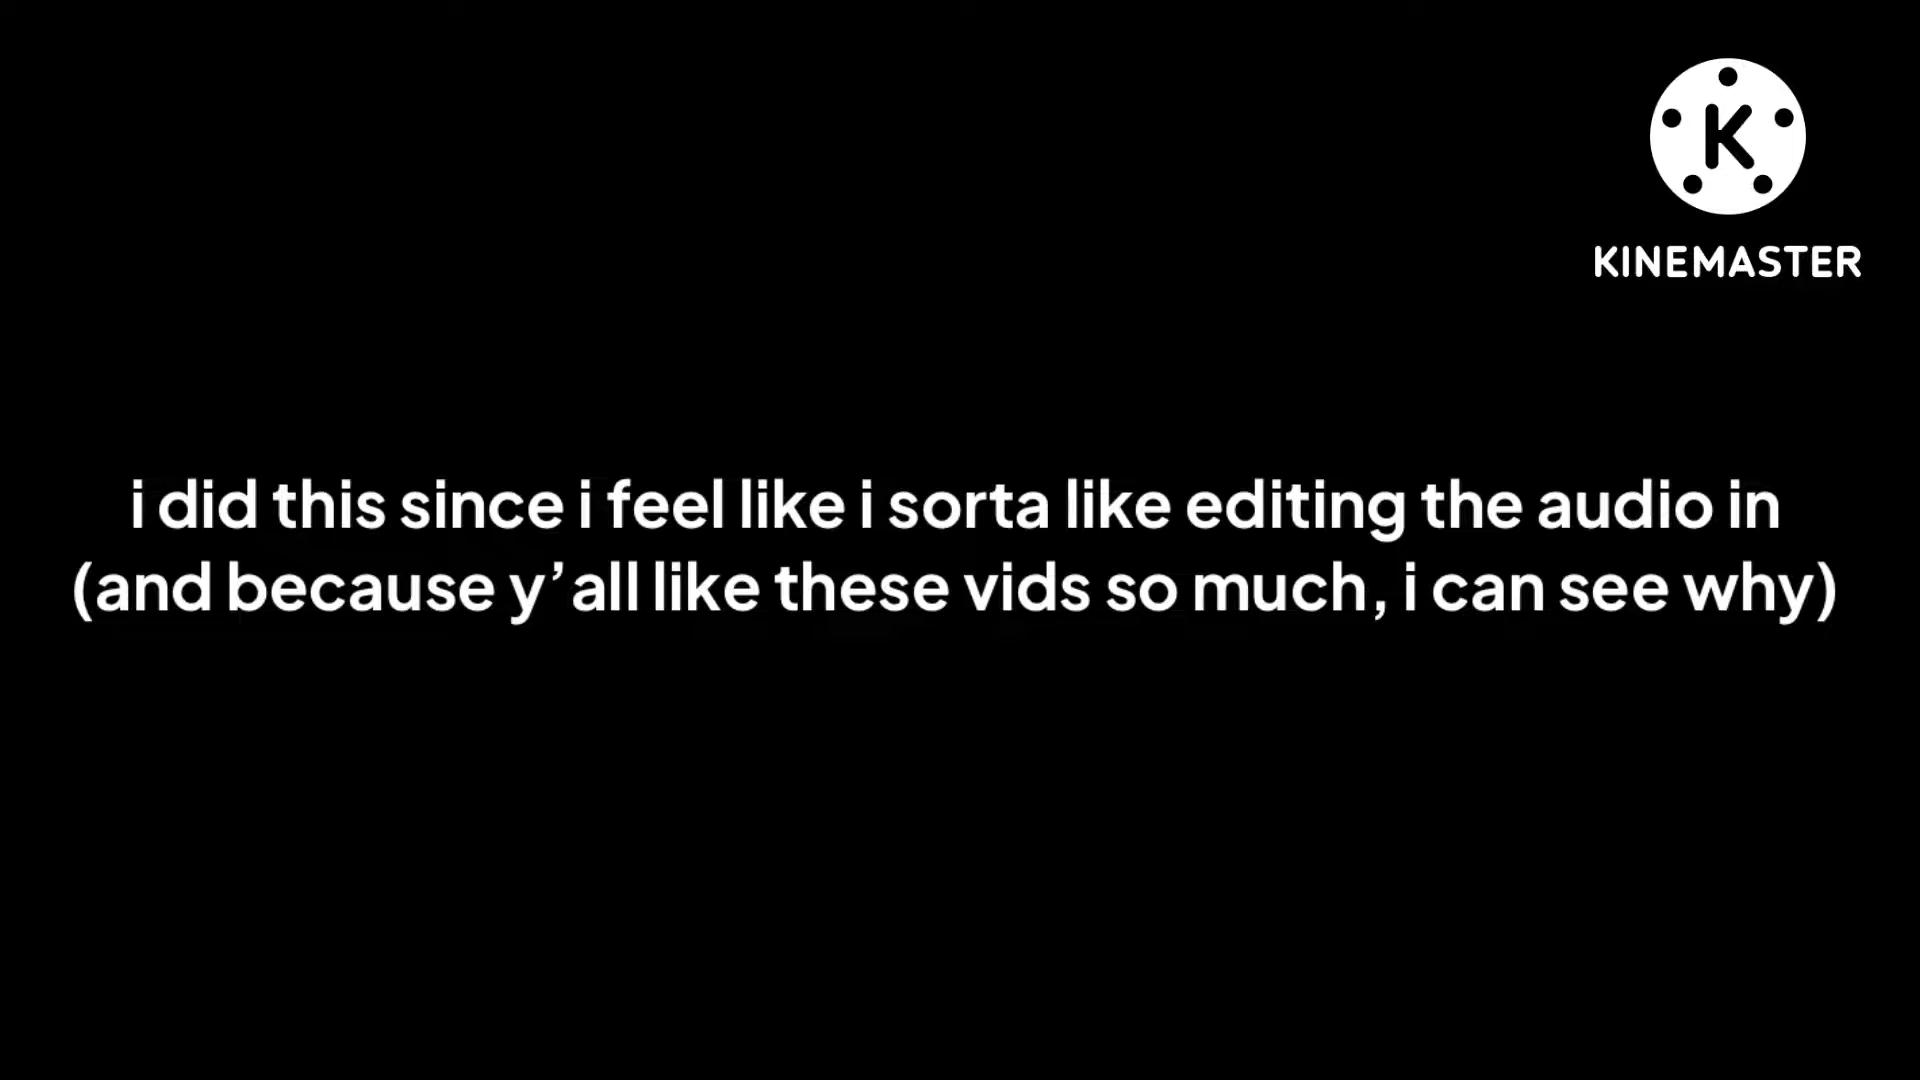 K
KINEMASTER
i did this since i feel like i sorta like editing the audio in
(and because y’all like these vids so much, i can see why)